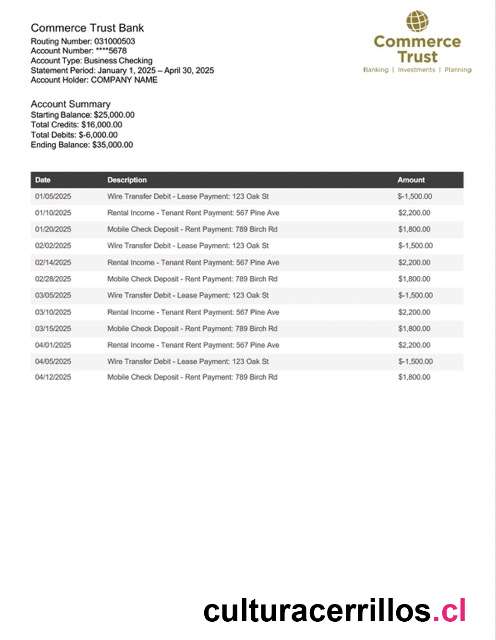 Commerce Trust Bank
Routing Number: 031000503
Account Number: ****5678
Account Type: Business Checking
Statement Period: January 1, 2025 – April 30, 2025
Account Holder: COMPANY NAME
Commerce
Trust
Banking | Investments | Planning
Account Summary
Starting Balance: $25,000.00
Total Credits: $16,000.00
Total Debits: $-6,000.00
Ending Balance: $35,000.00
Date Description Amount
01/05/2025 Wire Transfer Debit - Lease Payment: 123 Oak St $-1,500.00
01/10/2025 Rental Income - Tenant Rent Payment: 567 Pine Ave $2,200.00
01/20/2025 Mobile Check Deposit - Rent Payment: 789 Birch Rd $1,800.00
02/02/2025 Wire Transfer Debit - Lease Payment: 123 Oak St $-1,500.00
02/14/2025 Rental Income - Tenant Rent Payment: 567 Pine Ave $2,200.00
02/28/2025 Mobile Check Deposit - Rent Payment: 789 Birch Rd $1,800.00
03/05/2025 Wire Transfer Debit - Lease Payment: 123 Oak St $-1,500.00
03/10/2025 Rental Income - Tenant Rent Payment: 567 Pine Ave $2,200.00
03/15/2025 Mobile Check Deposit - Rent Payment: 789 Birch Rd $1,800.00
04/01/2025 Rental Income - Tenant Rent Payment: 567 Pine Ave $2,200.00
04/05/2025 Wire Transfer Debit - Lease Payment: 123 Oak St $-1,500.00
04/12/2025 Mobile Check Deposit - Rent Payment: 789 Birch Rd $1,800.00
culturacerrillos.cl